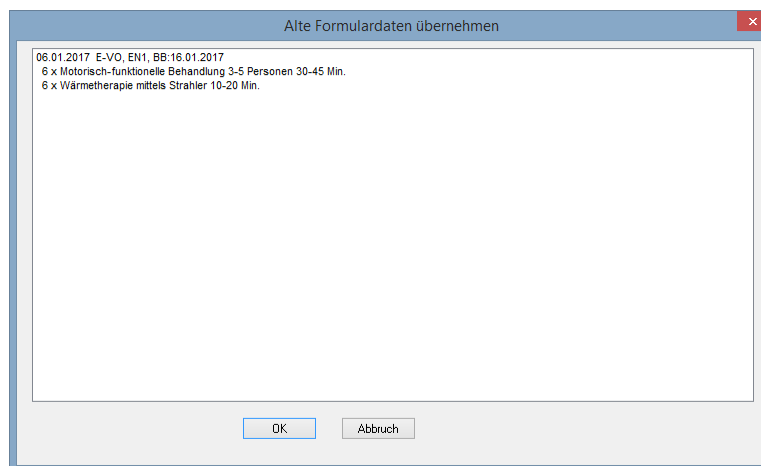 Alte Formulardaten übernehmen
06.01.2017 E-VO, EN1, BB:16.01.2017
6 x Motorisch-funktionelle Behandlung 3-5 Personen 30-45 Min.
6 x Wärmetherapie mittels Strahler 10-20 Min.
OK
Abbruch